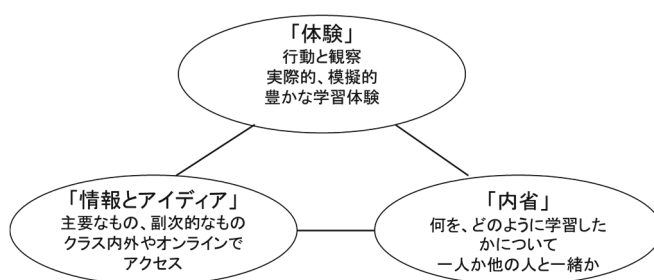 「体験」
行動と観察
実際的、模擬的
豊かな学習体験
「情報とアイディア」
主要なもの、副次的なもの
クラス内外やオンラインで
アクセス
「内省」
何を、どのように学習した
かについて
一人か他の人と一緒か